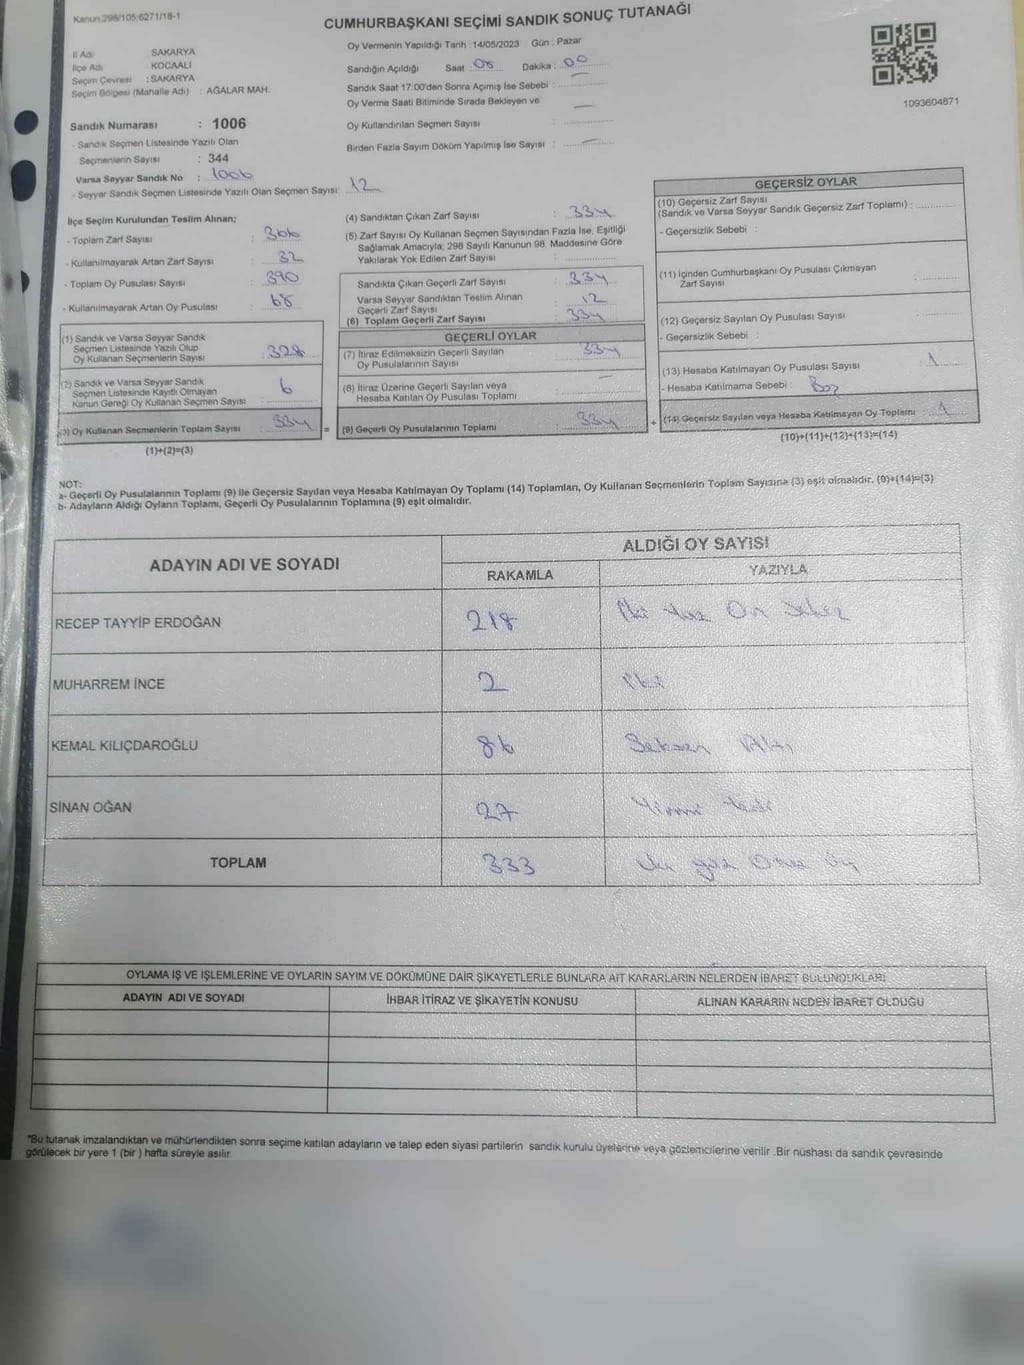 Kanun:298/105;6271/18-1
CUMHURBAŞKANI SEÇİMİ SANDIK SONUÇ TUTANAĞI
İl Adı : SAKARYA
İlçe Adı : KOCAALİ
Seçim Çevresi : SAKARYA
Seçim Bölgesi (Mahalle Adı) : AĞALAR MAH.
Oy Vermenin Yapıldığı Tarih :14/05/2023 Gün : Pazar
Sandığın Açıldığı Saat : 08 Dakika : 00
Sandık Saat 17:00'den Sonra Açımış İse Sebebi : —
Oy Verme Saati Bitiminde Sırada Bekleyen ve
Oy Kullandırılan Seçmen Sayısı : —
Birden Fazla Sayım Döküm Yapılmış İse Sayısı : —
1093604671
Sandık Numarası : 1006
- Sandık Seçmen Listesinde Yazılı Olan
Seçmenlerin Sayısı : 344
Varsa Seyyar Sandık No : 1006
- Seyyar Sandık Seçmen Listesinde Yazılı Olan Seçmen Sayısı: 12
İlçe Seçim Kurulundan Teslim Alınan;
- Toplam Zarf Sayısı : 366
- Kullanılmayarak Artan Zarf Sayısı : 32
- Toplam Oy Pusulası Sayısı : 390
- Kullanılmayarak Artan Oy Pusulası : 68
(1) Sandık ve Varsa Seyyar Sandık
Seçmen Listesinde Yazılı Olup
Oy Kullanan Seçmenlerin Sayısı : 328
(2) Sandık ve Varsa Seyyar Sandık
Seçmen Listesinde Kayıtlı Olmayan
Kanun Gereği Oy Kullanan Seçmen Sayısı : 6
(3) Oy Kullanan Seçmenlerin Toplam Sayısı : 334
(1)+(2)=(3)
(4) Sandıktan Çıkan Zarf Sayısı : 334
(5) Zarf Sayısı Oy Kullanan Seçmen Sayısından Fazla İse, Eşitliği
Sağlamak Amacıyla; 298 Sayılı Kanunun 98. Maddesine Göre
Yakılarak Yok Edilen Zarf Sayısı :
Sandıkta Çıkan Geçerli Zarf Sayısı : 334
Varsa Seyyar Sandıktan Teslim Alınan
Geçerli Zarf Sayısı : 12
(6) Toplam Geçerli Zarf Sayısı : 334
GEÇERLİ OYLAR
(7) İtiraz Edilmeksizin Geçerli Sayılan
Oy Pusulalarının Sayısı : 334
(8) İtiraz Üzerine Geçerli Sayılan veya
Hesaba Katılan Oy Pusulası Toplamı : —
= (9) Geçerli Oy Pusulalarının Toplamı : 334
GEÇERSİZ OYLAR
(10) Geçersiz Zarf Sayısı
(Sandık ve Varsa Seyyar Sandık Geçersiz Zarf Toplamı) :
- Geçersizlik Sebebi :
(11) İçinden Cumhurbaşkanı Oy Pusulası Çıkmayan
Zarf Sayısı :
(12) Geçersiz Sayılan Oy Pusulası Sayısı :
- Geçersizlik Sebebi :
(13) Hesaba Katılmayan Oy Pusulası Sayısı : 1
- Hesaba Katılmama Sebebi : Boş
+ (14) Geçersiz Sayılan veya Hesaba Katılmayan Oy Toplamı : 1
(10)+(11)+(12)+(13)=(14)
NOT:
a- Geçerli Oy Pusulalarının Toplamı (9) ile Geçersiz Sayılan veya Hesaba Katılmayan Oy Toplamı (14) Toplamları, Oy Kullanan Seçmenlerin Toplam Sayısına (3) eşit olmalıdır. (9)+(14)=(3)
b- Adayların Aldığı Oyların Toplamı, Geçerli Oy Pusulalarının Toplamına (9) eşit olmalıdır.
ADAYIN ADI VE SOYADI ALDIĞI OY SAYISI
RAKAMLA YAZIYLA
RECEP TAYYİP ERDOĞAN 218 İki Yüz On Sekiz
MUHARREM İNCE 2 İki
KEMAL KILIÇDAROĞLU 86 Seksen Altı
SİNAN OĞAN 27 Yirmi Yedi
TOPLAM 333 yüz Otuz Üç
OYLAMA İŞ VE İŞLEMLERİNE VE OYLARIN SAYIM VE DÖKÜMÜNE DAİR ŞİKAYETLERLE BUNLARA AİT KARARLARIN NELERDEN İBARET BULUNDUKLARI
ADAYIN ADI VE SOYADI İHBAR İTİRAZ VE ŞİKAYETİN KONUSU ALINAN KARARIN NEDEN İBARET OLDUĞU
*Bu tutanak imzalandıktan ve mühürlendikten sonra seçime katılan adayların ve talep eden siyasi partilerin sandık kurulu üyelerine veya gözlemcilerine verilir .Bir nüshası da sandık çevresinde
görülecek bir yere 1 (bir ) hafta süreyle asılır.